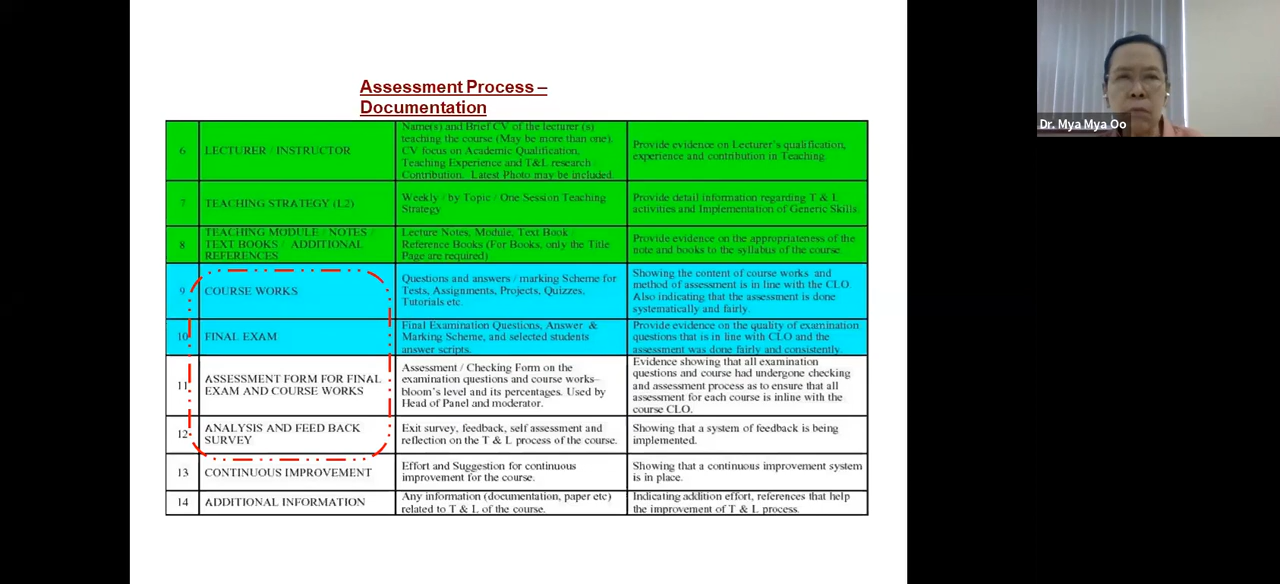 Assessment Process –
Documentation
6
LECTURER / INSTRUCTOR
Name(s) and Brief CV of the lecturer (s)
teaching the course (May be more than one).
CV focus on Academic Qualification,
Teaching Experience and T&L research
Contribution. Latest Photo may be included.
Provide evidence on Lecturer's qualification,
experience and contribution in Teaching.
7
TEACHING STRATEGY (L2)
Weekly / by Topic / One Session Teaching
Strategy
Provide detail information regarding T & L
activities and Implementation of Generic Skills.
8
TEACHING MODULE / NOTES /
TEXT BOOKS / ADDITIONAL
REFERENCES
Lecture Notes, Module, Text Book /
Reference Books (For Books, only the Title
Page are required)
Provide evidence on the appropriateness of the
note and books to the syllabus of the course
9
COURSE WORKS
Questions and answers / marking Scheme for
Tests, Assignments, Projects, Quizzes,
Tutorials etc.
Showing the content of course works and
method of assessment is in line with the CLO.
Also indicating that the assessment is done
systematically and fairly.
10
FINAL EXAM
Final Examination Questions, Answer &
Marking Scheme, and selected students
answer scripts.
Provide evidence on the quality of examination
questions that is in line with CLO and the
assessment was done fairly and consistently.
11
ASSESSMENT FORM FOR FINAL
EXAM AND COURSE WORKS
Assessment / Checking Form on the
examination questions and course works–
bloom's level and its percentages. Used by
Head of Panel and moderator.
Evidence showing that all examination
questions and course had undergone checking
and assessment process as to ensure that all
assessment for each course is inline with the
course CLO.
12
ANALYSIS AND FEED BACK
SURVEY
Exit survey, feedback, self assessment and
reflection on the T & L process of the course.
Showing that a system of feedback is being
implemented.
13
CONTINUOUS IMPROVEMENT
Effort and Suggestion for continuous
improvement for the course.
Showing that a continuous improvement system
is in place.
14
ADDITIONAL INFORMATION
Any information (documentation, paper etc)
related to T & L of the course.
Indicating addition effort, references that help
the improvement of T & L process.
Dr. Mya Mya Oo